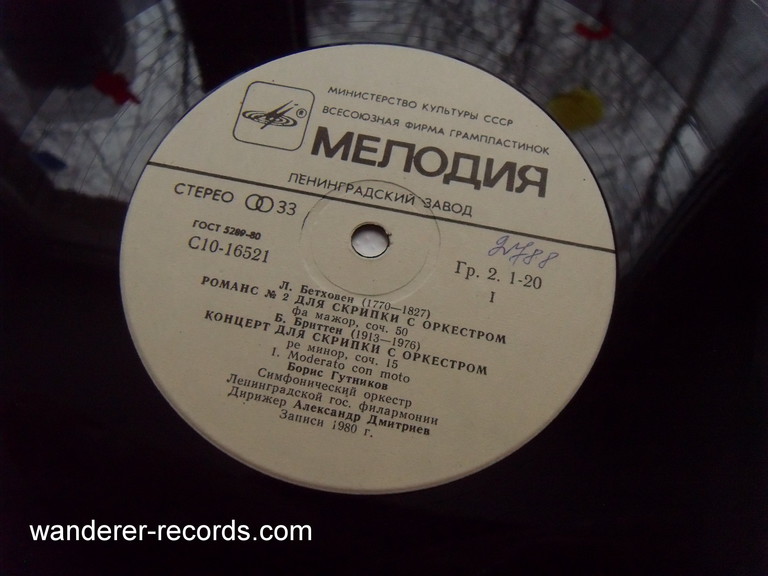 МИНИСТЕРСТВО КУЛЬТУРЫ СССР
ВСЕСОЮЗНАЯ ФИРМА ГРАМПЛАСТИНОК
®
МЕЛОДИЯ
ЛЕНИНГРАДСКИЙ ЗАВОД
СТЕРЕО 33
ГОСТ 5289-80
С10-16521
2788
Гр. 2. 1-20
I
Л. Бетховен (1770—1827)
РОМАНС № 2 ДЛЯ СКРИПКИ С ОРКЕСТРОМ
фа мажор, соч. 50
Б. Бриттен (1913—1976)
КОНЦЕРТ ДЛЯ СКРИПКИ С ОРКЕСТРОМ
ре минор, соч. 15
1. Moderato con moto
Борис Гутников
Симфонический оркестр
Ленинградской гос. филармонии
Дирижер Александр Дмитриев
Записи 1980 г.
wanderer-records.com